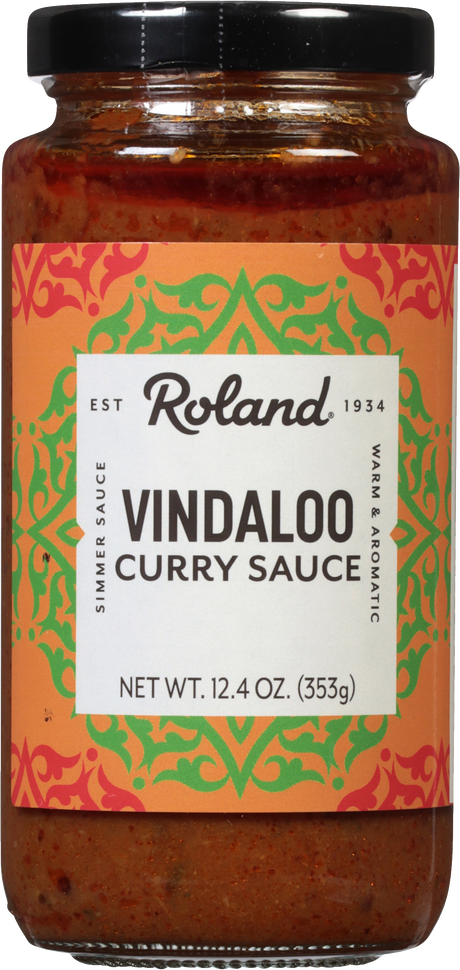 EST Roland® 1934
SIMMER SAUCE
WARM & AROMATIC
VINDALOO
CURRY SAUCE
NET WT. 12.4 OZ. (353g)